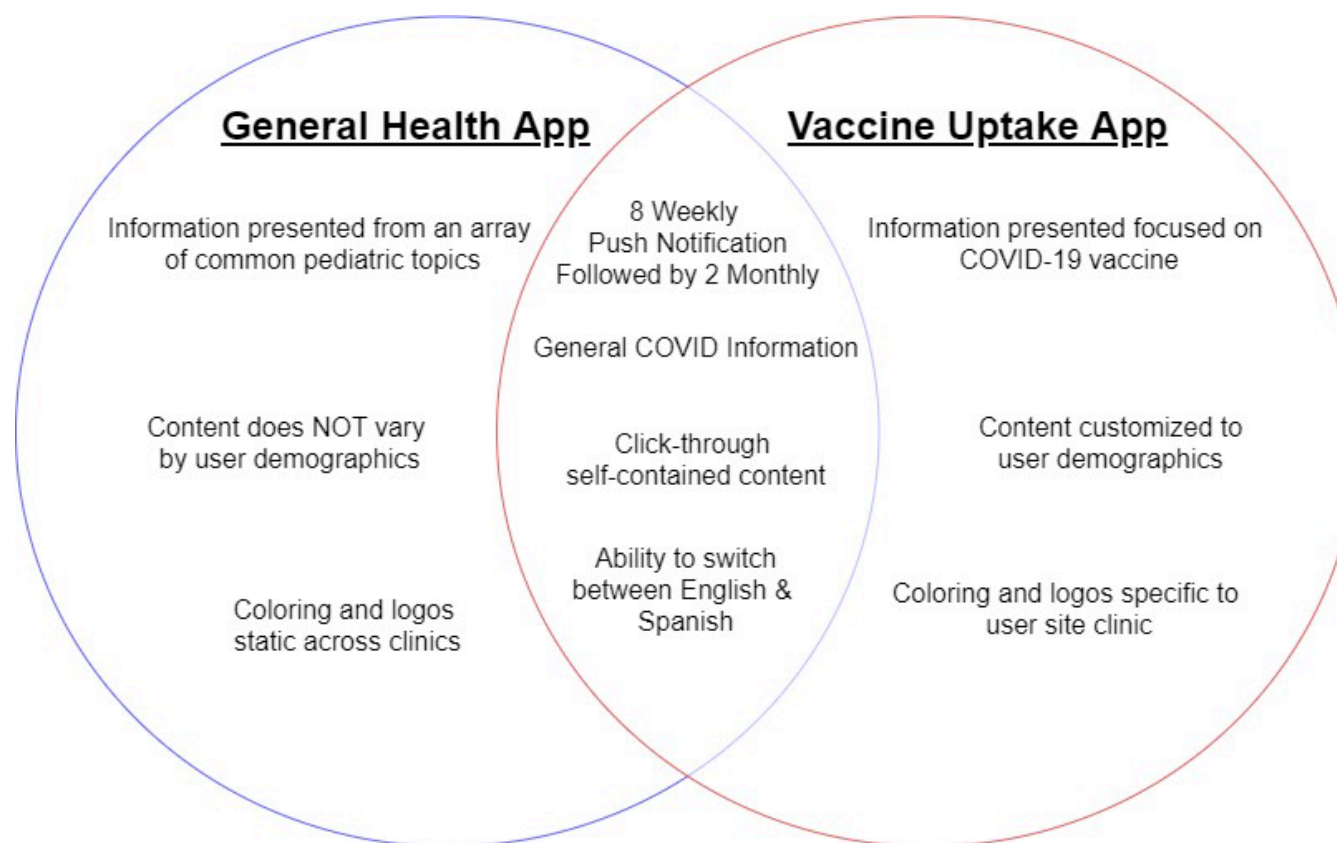 General Health App
Vaccine Uptake App
Information presented from an array
of common pediatric topics
8 Weekly
Push Notification
Followed by 2 Monthly
Information presented focused on
COVID-19 vaccine
General COVID Information
Content does NOT vary
by user demographics
Click-through
self-contained content
Content customized to
user demographics
Coloring and logos
static across clinics
Ability to switch
between English &
Spanish
Coloring and logos specific to
user site clinic